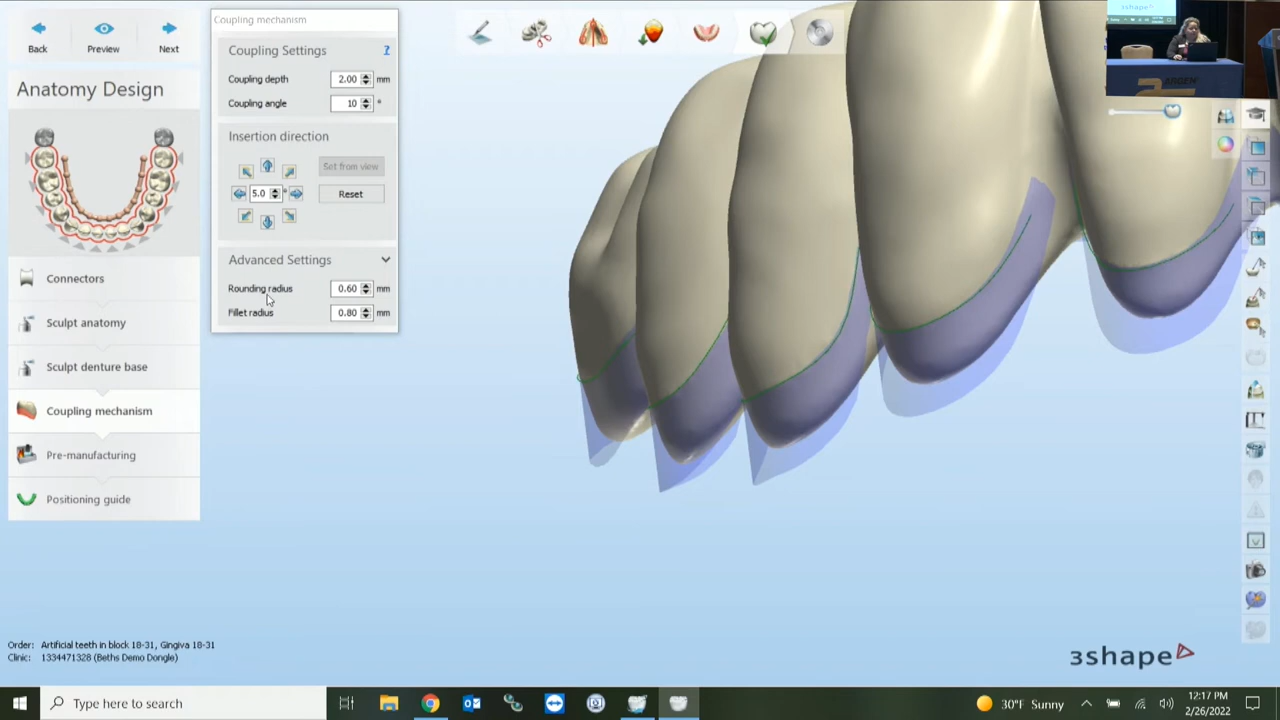 Back
Preview
Next
Anatomy Design
Connectors
Sculpt anatomy
Sculpt denture base
Coupling mechanism
Pre-manufacturing
Positioning guide
Coupling mechanism
Coupling Settings ?
Coupling depth 2.00 mm
Coupling angle 10 °
Insertion direction
Set from view
5.0 °
Reset
Advanced Settings
Rounding radius 0.60 mm
Fillet radius 0.80 mm
3shape
ARGEN
Order: Artificial teeth in block 18-31, Gingiva 18-31
Clinic: 1334471328 (Beths Demo Dongle)
3shape
Type here to search
30°F Sunny
12:17 PM
2/26/2022